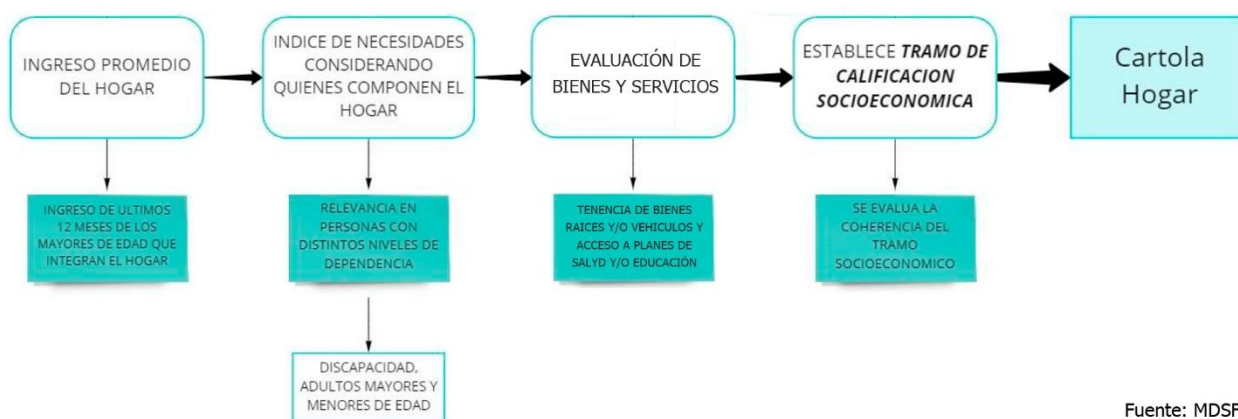 INGRESO PROMEDIO
DEL HOGAR
INDICE DE NECESIDADES
CONSIDERANDO
QUIENES COMPONEN EL
HOGAR
EVALUACIÓN DE
BIENES Y SERVICIOS
ESTABLECE TRAMO DE
CALIFICACION
SOCIOECONOMICA
Cartola
Hogar
INGRESO DE ULTIMOS
12 MESES DE LOS
MAYORES DE EDAD QUE
INTEGRAN EL HOGAR
RELEVANCIA EN
PERSONAS CON
DISTINTOS NIVELES DE
DEPENDENCIA
TENENCIA DE BIENES
RAICES Y/O VEHICULOS Y
ACCESO A PLANES DE
SALYD Y/O EDUCACIÓN
SE EVALUA LA
COHERENCIA DEL
TRAMO
SOCIOECONOMICO
DISCAPACIDAD,
ADULTOS MAYORES Y
MENORES DE EDAD
Fuente: MDSF